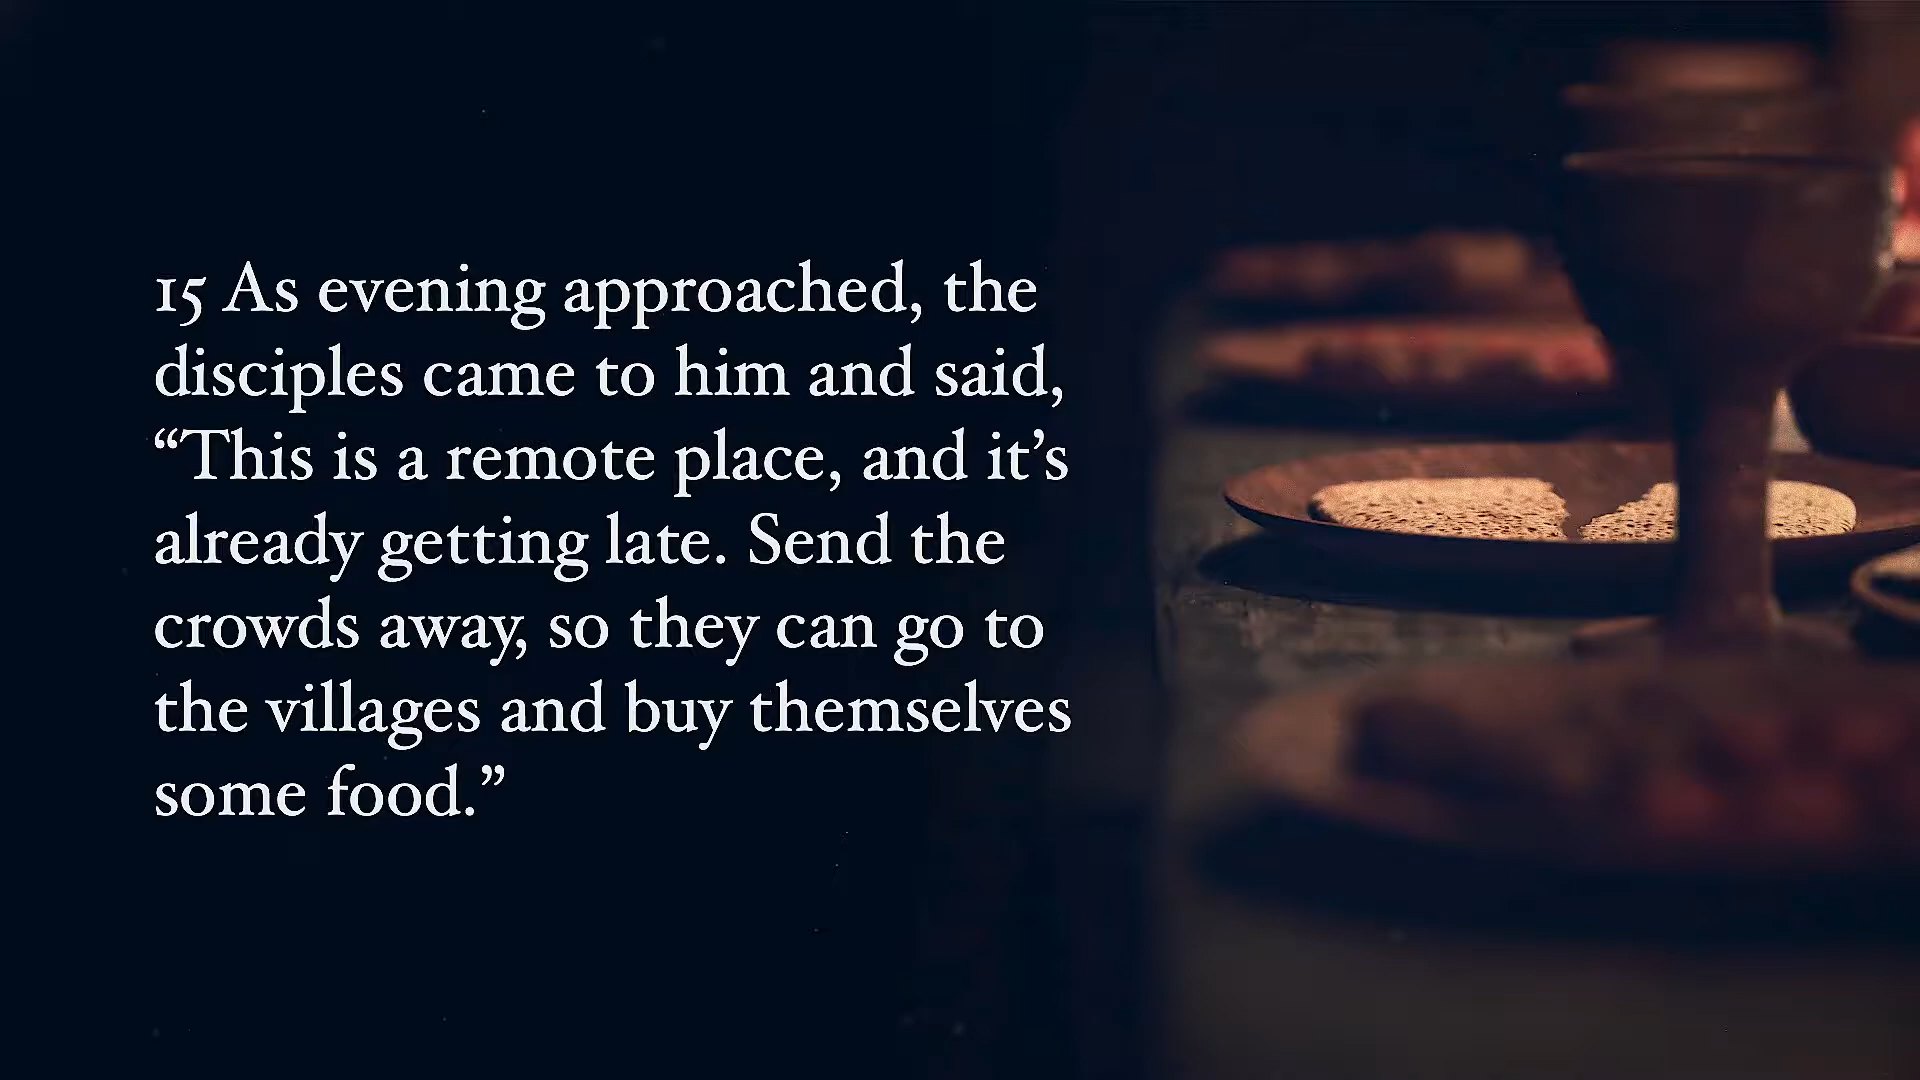 15 As evening approached, the
disciples came to him and said,
“This is a remote place, and it’s
already getting late. Send the
crowds away, so they can go to
the villages and buy themselves
some food.”